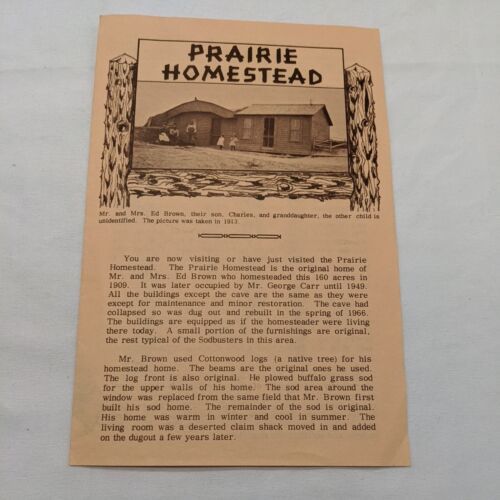 PRAIRIE
HOMESTEAD
Mr. and Mrs. Ed Brown, their son, Charles, and granddaughter, the other child is
unidentified. The picture was taken in 1913.
You are now visiting or have just visited the Prairie
Homestead. The Prairie Homestead is the original home of
Mr. and Mrs. Ed Brown who homesteaded this 160 acres in
1909. It was later occupied by Mr. George Carr until 1949.
All the buildings except the cave are the same as they were
except for maintenance and minor restoration. The cave had
collapsed so was dug out and rebuilt in the spring of 1966.
The buildings are equipped as if the homesteader were living
there today. A small portion of the furnishings are original,
the rest typical of the Sodbusters in this area.
Mr. Brown used Cottonwood logs (a native tree) for his
homestead home. The beams are the original ones he used.
The log front is also original. He plowed buffalo grass sod
for the upper walls of his home. The sod area around the
window was replaced from the same field that Mr. Brown first
built his sod home. The remainder of the sod is original.
His home was warm in winter and cool in summer. The
living room was a deserted claim shack moved in and added
on the dugout a few years later.